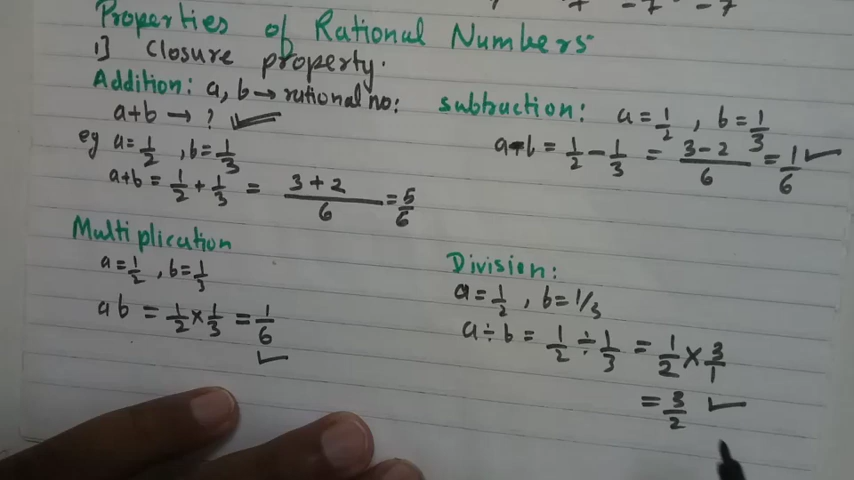 7 -7 -7
Properties of Rational Numbers
1] Closure property.
Addition: a, b → rational no:
a+b → ? ✓
eg a=1/2 , b=1/3
a+b = 1/2 + 1/3 = 3+2/6 = 5/6
subtraction: a=1/2 , b=1/3
a-b = 1/2 - 1/3 = 3-2/6 = 1/6 ✓
Multiplication
a=1/2 , b=1/3
ab = 1/2 × 1/3 = 1/6
✓
Division:
a=1/2 , b=1/3
a÷b = 1/2 ÷ 1/3 = 1/2 × 3/1
= 3/2 ✓